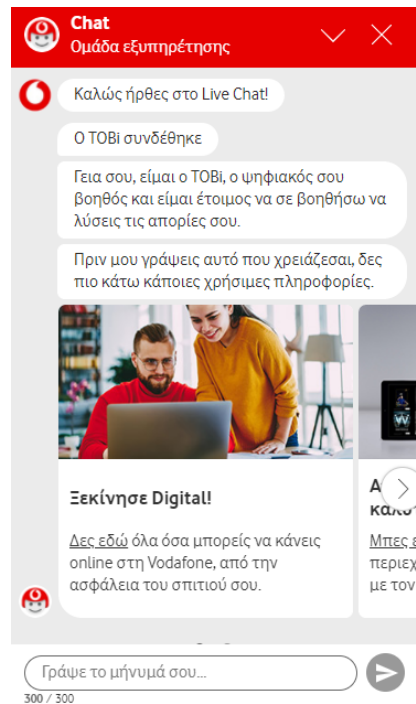 Chat
Ομάδα εξυπηρέτησης
Καλώς ήρθες στο Live Chat!
Ο TOBi συνδέθηκε
Γεια σου, είμαι ο TOBi, ο ψηφιακός σου
βοηθός και είμαι έτοιμος να σε βοηθήσω να
λύσεις τις απορίες σου.
Πριν μου γράψεις αυτό που χρειάζεσαι, δες
πιο κάτω κάποιες χρήσιμες πληροφορίες.
Ξεκίνησε Digital!
Δες εδώ όλα όσα μπορείς να κάνεις
online στη Vodafone, από την
ασφάλεια του σπιτιού σου.
Μπες
με τον
Γράψε το μήνυμά σου...
300 / 300